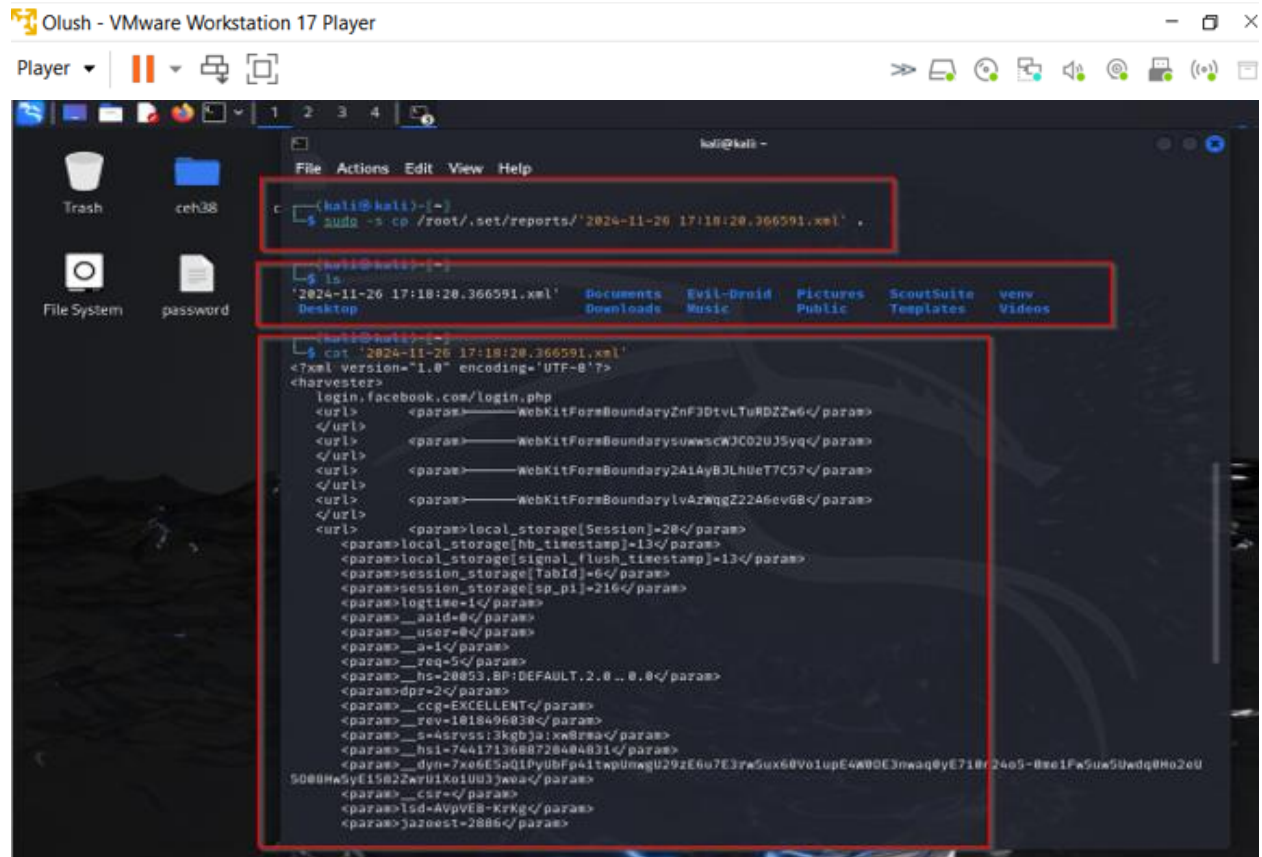 Olush - VMware Workstation 17 Player
Player
1 2 3 4
kali@kali: ~
File Actions Edit View Help
Trash
ceh38
File System
password
(kali㉿kali)-[~]
$ sudo -s cp /root/.set/reports/'2024-11-26 17:18:20.366591.xml' .
(kali㉿kali)-[~]
$ ls
'2024-11-26 17:18:20.366591.xml' Documents Evil-Droid Pictures ScoutSuite venv
Desktop Downloads Music Public Templates Videos
(kali㉿kali)-[~]
$ cat '2024-11-26 17:18:20.366591.xml'
<?xml version="1.0" encoding='UTF-8'?>
<harvester>
login.facebook.com/login.php
<url> <param>------WebKitFormBoundaryZnF3DtvLTuRDZZw6</param>
</url>
<url> <param>------WebKitFormBoundarysuwwscWJCO2UJ5yq</param>
</url>
<url> <param>------WebKitFormBoundary2AiAyBJLhUeT7C57</param>
</url>
<url> <param>------WebKitFormBoundarylvAzWqgZ22A6evGB</param>
</url>
<url> <param>local_storage[Session]=20</param>
<param>local_storage[hb_timestamp]=13</param>
<param>local_storage[signal_flush_timestamp]=13</param>
<param>session_storage[TabId]=6</param>
<param>session_storage[sp_pi]=216</param>
<param>logtime=1</param>
<param>__aaid=0</param>
<param>__user=0</param>
<param>__a=1</param>
<param>__req=5</param>
<param>__hs=20053.BP:DEFAULT.2.0..0.0</param>
<param>dpr=2</param>
<param>__ccg=EXCELLENT</param>
<param>__rev=1018496030</param>
<param>__s=4srvss:3kgbja:xw8rma</param>
<param>__hsi=7441713688728404831</param>
<param>__csr=</param>
<param>lsd=AVpVEB-KrKg</param>
<param>jazoest=2886</param>